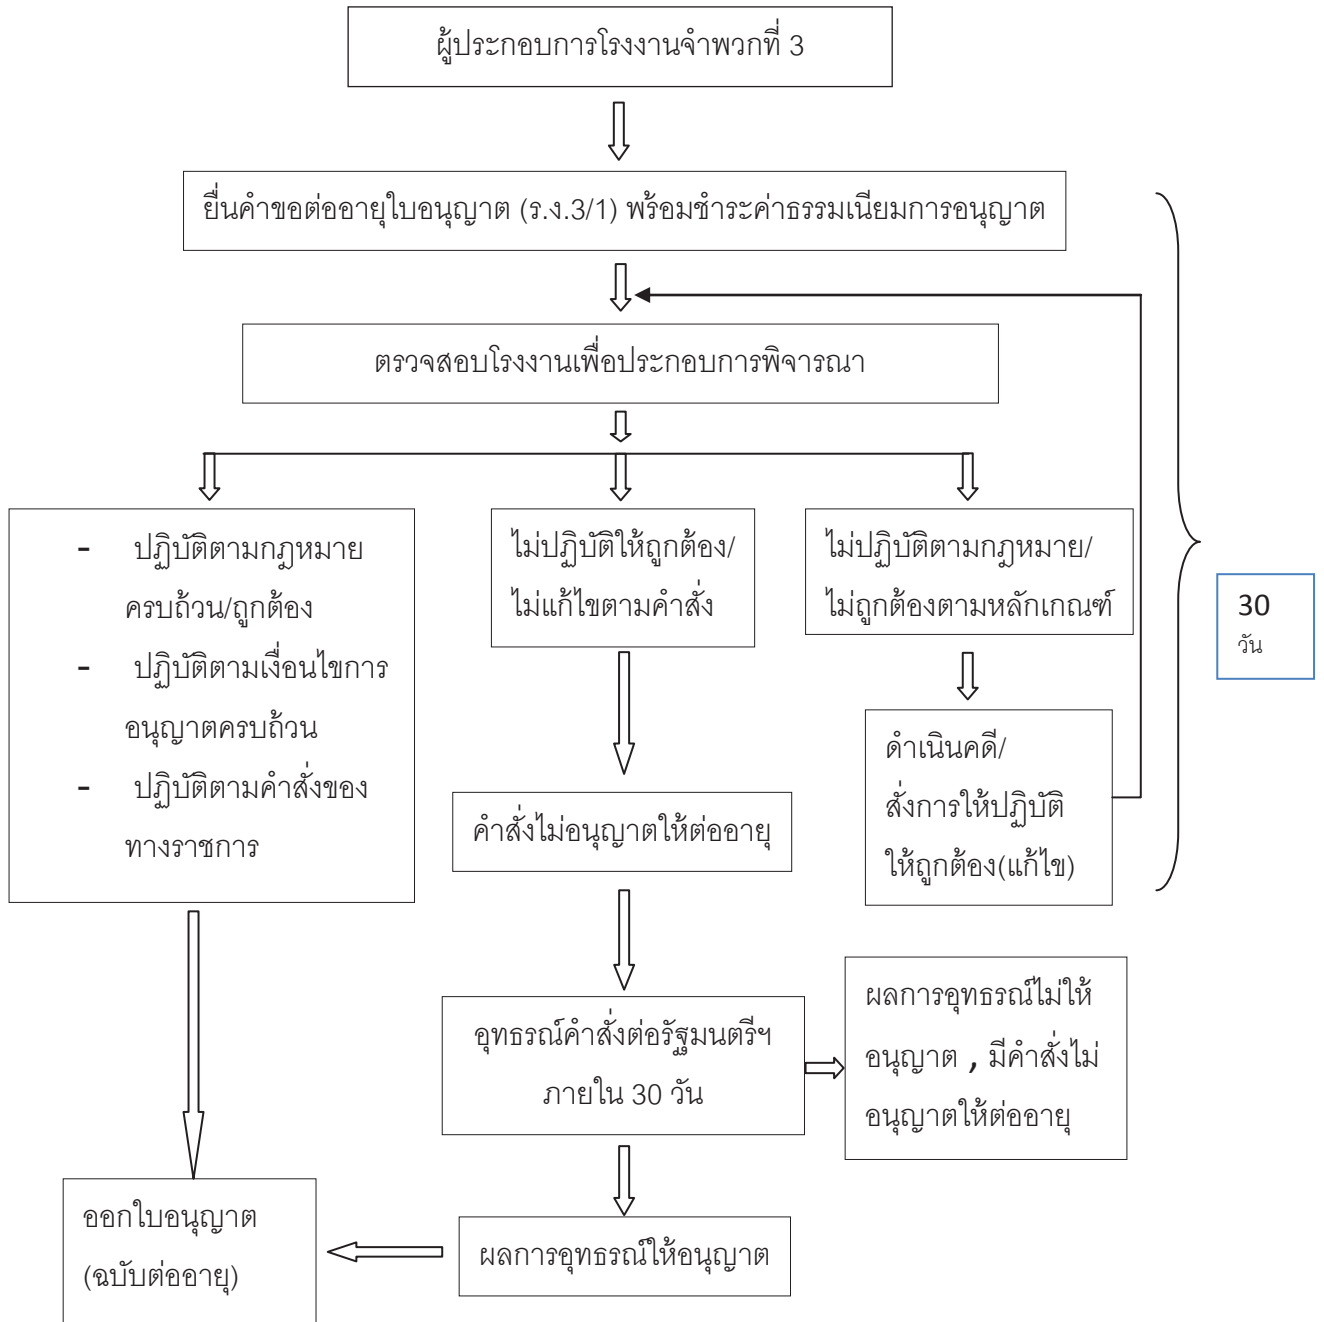 ผู้ประกอบการโรงงานจำพวกที่ 3
ยื่นคำขอต่ออายุใบอนุญาต (ร.ง.3/1) พร้อมชำระค่าธรรมเนียมการอนุญาต
ตรวจสอบโรงงานเพื่อประกอบการพิจารณา
- ปฏิบัติตามกฎหมาย
ครบถ้วน/ถูกต้อง
- ปฏิบัติตามเงื่อนไขการ
อนุญาตครบถ้วน
- ปฏิบัติตามคำสั่งของ
ทางราชการ
ไม่ปฏิบัติให้ถูกต้อง/
ไม่แก้ไขตามคำสั่ง
ไม่ปฏิบัติตามกฎหมาย/
ไม่ถูกต้องตามหลักเกณฑ์
30
วัน
ดำเนินคดี/
สั่งการให้ปฏิบัติ
ให้ถูกต้อง(แก้ไข)
คำสั่งไม่อนุญาตให้ต่ออายุ
อุทธรณ์คำสั่งต่อรัฐมนตรีฯ
ภายใน 30 วัน
ผลการอุทธรณ์ไม่ให้
อนุญาต , มีคำสั่งไม่
อนุญาตให้ต่ออายุ
ผลการอุทธรณ์ให้อนุญาต
ออกใบอนุญาต
(ฉบับต่ออายุ)